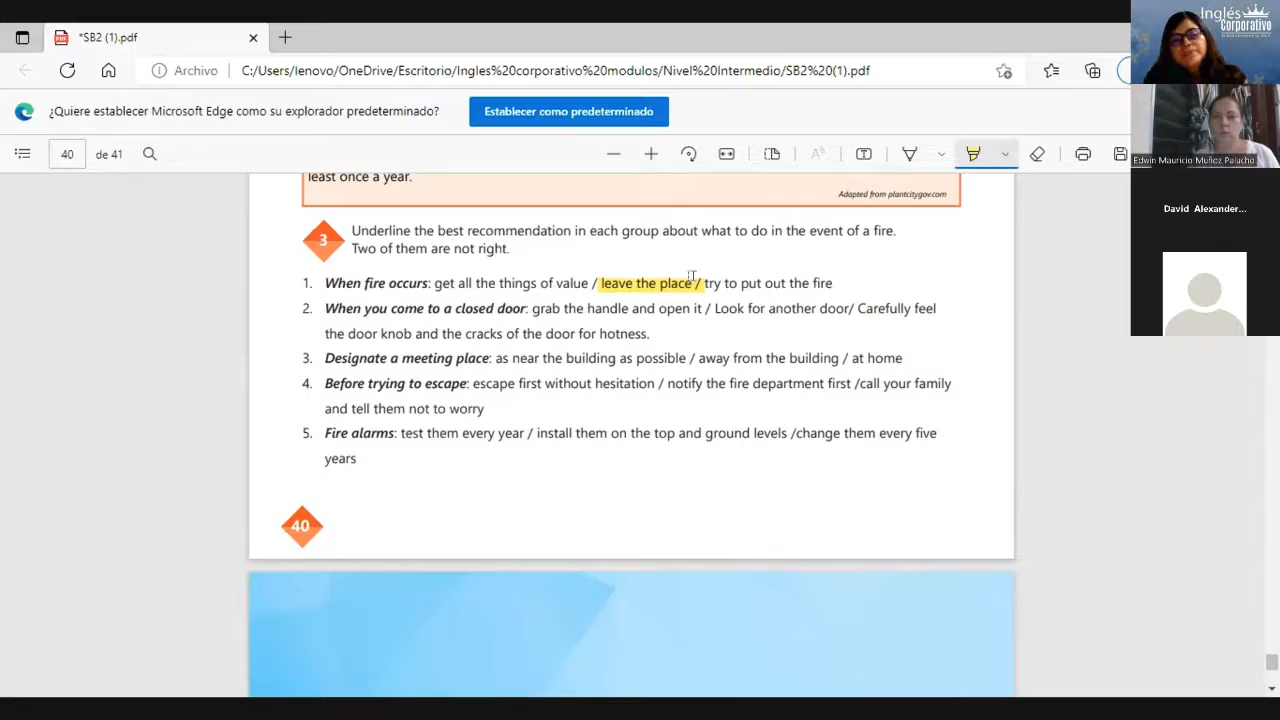 *SB2 (1).pdf
Archivo
C:/Users/lenovo/OneDrive/Escritorio/Ingles%20corporativo%20modulos/Nivel%20Intermedio/SB2%20(1).pdf
¿Quiere establecer Microsoft Edge como su explorador predeterminado?
Establecer como predeterminado
40
de 41
Inglés
Corporativo
Edwin Mauricio Muñoz Palucho
David Alexander...
least once a year.
Adapted from plantcitygov.com
3
Underline the best recommendation in each group about what to do in the event of a fire.
Two of them are not right.
1. When fire occurs: get all the things of value / leave the place / try to put out the fire
2. When you come to a closed door: grab the handle and open it / Look for another door/ Carefully feel
the door knob and the cracks of the door for hotness.
3. Designate a meeting place: as near the building as possible / away from the building / at home
4. Before trying to escape: escape first without hesitation / notify the fire department first /call your family
and tell them not to worry
5. Fire alarms: test them every year / install them on the top and ground levels /change them every five
years
40